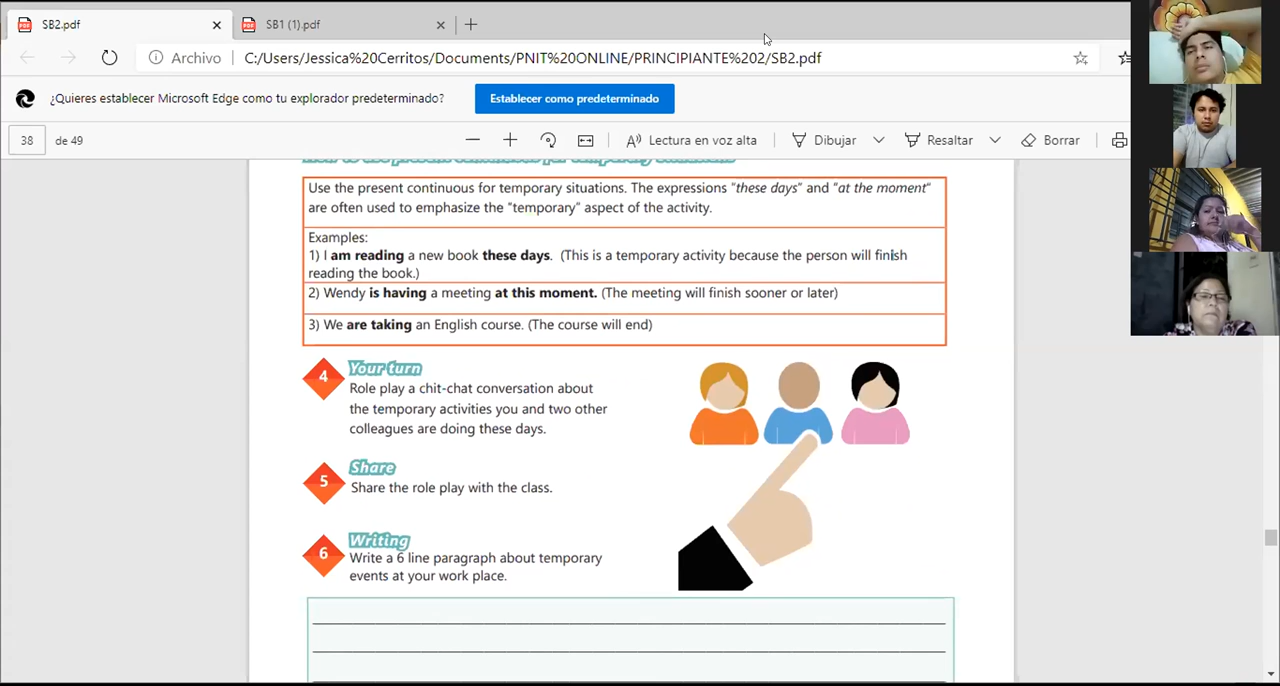 SB2.pdf
SB1 (1).pdf
Archivo
C:/Users/Jessica%20Cerritos/Documents/PNIT%20ONLINE/PRINCIPIANTE%202/SB2.pdf
¿Quieres establecer Microsoft Edge como tu explorador predeterminado?
Establecer como predeterminado
38 de 49
Lectura en voz alta
Dibujar
Resaltar
Borrar
How to use present continuous for temporary situations
Use the present continuous for temporary situations. The expressions "these days" and "at the moment"
are often used to emphasize the "temporary" aspect of the activity.
Examples:
1) I am reading a new book these days. (This is a temporary activity because the person will finish
reading the book.)
2) Wendy is having a meeting at this moment. (The meeting will finish sooner or later)
3) We are taking an English course. (The course will end)
4
Your turn
Role play a chit-chat conversation about
the temporary activities you and two other
colleagues are doing these days.
5
Share
Share the role play with the class.
6
Writing
Write a 6 line paragraph about temporary
events at your work place.